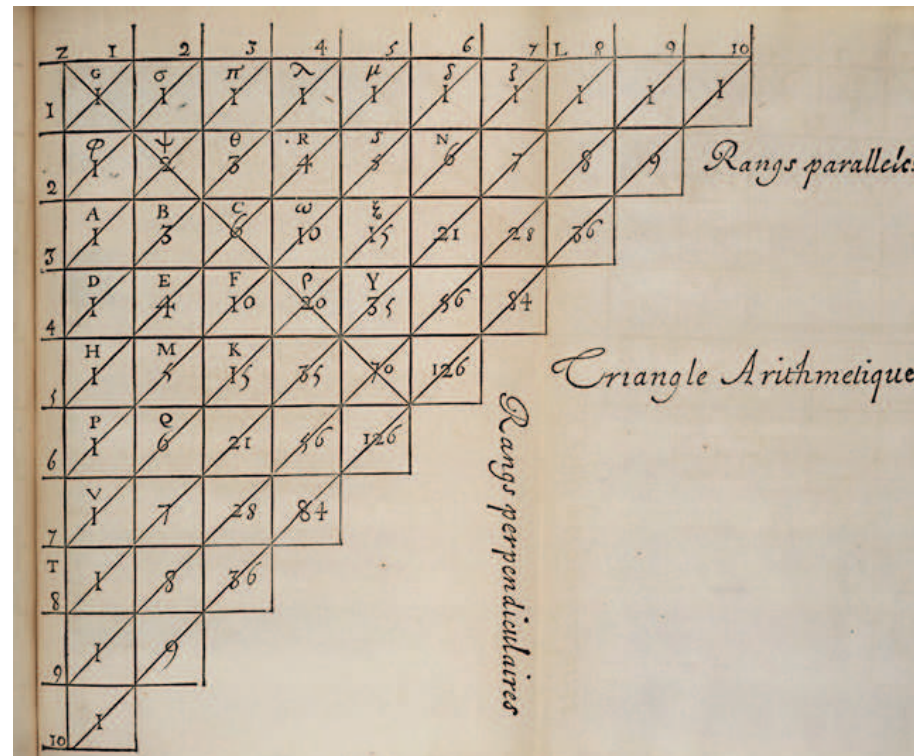 Z 1 2 3 4 5 6 7 L 8 9 10
G σ π λ μ δ ζ
1 1 1 1 1 1 1 1 1 1 1
φ ψ θ R S N
2 1 2 3 4 5 6 7 8 9 Rangs paralleles
A B C ω ξ
3 1 3 6 10 15 21 28 36
D E F ρ Y
4 1 4 10 20 35 56 84
H M K
5 1 5 15 35 70 126 Triangle Arithmetique
P Q
6 1 6 21 56 126
V
7 1 7 28 84
T
8 1 8 36
9 1 9
10 1
Rangs perpendiculaires